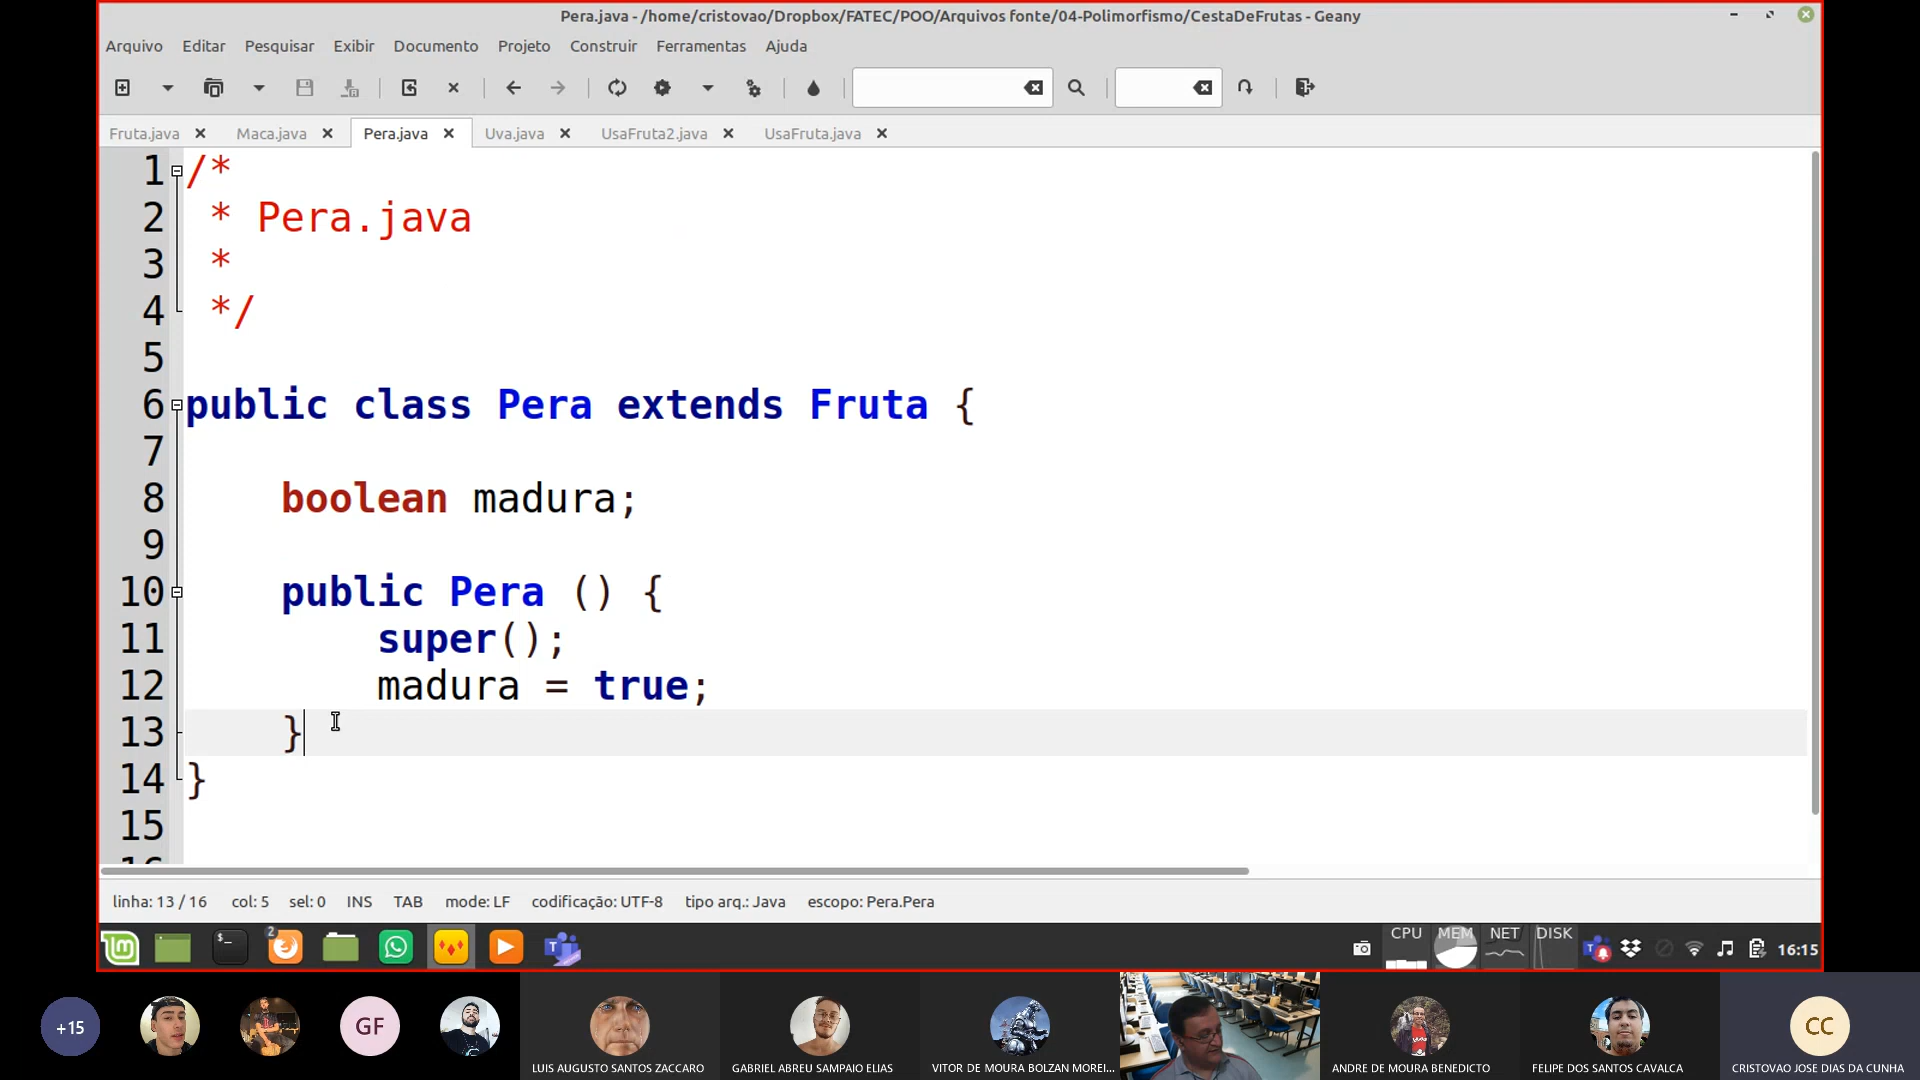 Pera.java - /home/cristovao/Dropbox/FATEC/POO/Arquivos fonte/04-Polimorfismo/CestaDeFrutas - Geany
Arquivo Editar Pesquisar Exibir Documento Projeto Construir Ferramentas Ajuda
Fruta.java Maca.java Pera.java Uva.java UsaFruta2.java UsaFruta.java
1 /*
2 * Pera.java
3 *
4 */
5
6 public class Pera extends Fruta {
7
8 boolean madura;
9
10 public Pera () {
11 super();
12 madura = true;
13 }
14 }
15
16
linha: 13 / 16 col: 5 sel: 0 INS TAB mode: LF codificação: UTF-8 tipo arq.: Java escopo: Pera.Pera
2 CPU MEM NET DISK 16:15
+15 GF CC
LUIS AUGUSTO SANTOS ZACCARO GABRIEL ABREU SAMPAIO ELIAS VITOR DE MOURA BOLZAN MOREI... ANDRE DE MOURA BENEDICTO FELIPE DOS SANTOS CAVALCA CRISTOVAO JOSE DIAS DA CUNHA